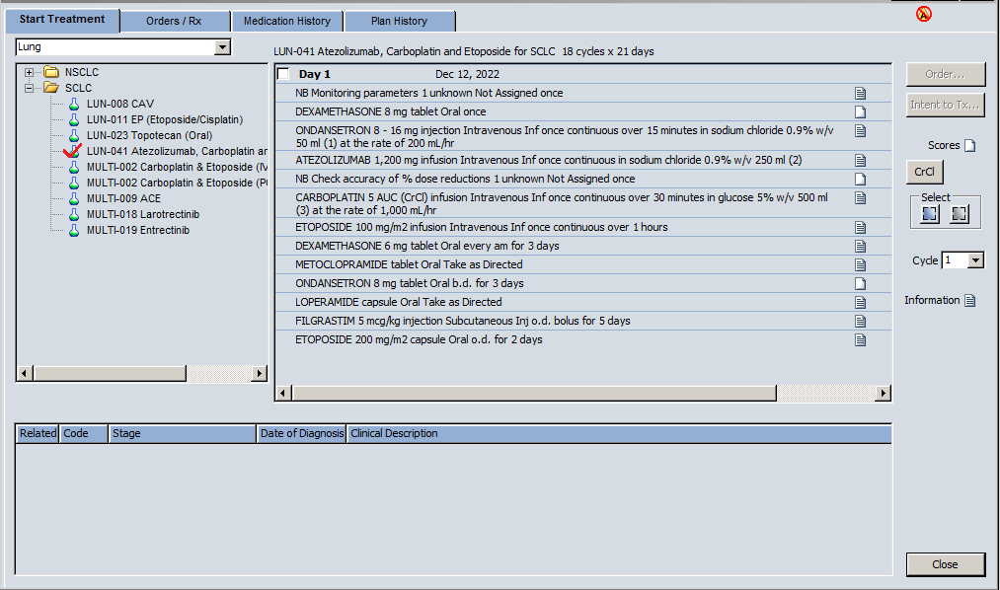 Start Treatment
Orders / Rx
Medication History
Plan History
Lung
LUN-041 Atezolizumab, Carboplatin and Etoposide for SCLC 18 cycles x 21 days
NSCLC
SCLC
LUN-008 CAV
LUN-011 EP (Etoposide/Cisplatin)
LUN-023 Topotecan (Oral)
LUN-041 Atezolizumab, Carboplatin ar
MULTI-002 Carboplatin & Etoposide (IV
MULTI-002 Carboplatin & Etoposide (P
MULTI-009 ACE
MULTI-018 Larotrectinib
MULTI-019 Entrectinib
Day 1 Dec 12, 2022
NB Monitoring parameters 1 unknown Not Assigned once
DEXAMETHASONE 8 mg tablet Oral once
ONDANSETRON 8 - 16 mg injection Intravenous Inf once continuous over 15 minutes in sodium chloride 0.9% w/v
50 ml (1) at the rate of 200 mL/hr
ATEZOLIZUMAB 1,200 mg infusion Intravenous Inf once continuous in sodium chloride 0.9% w/v 250 ml (2)
NB Check accuracy of % dose reductions 1 unknown Not Assigned once
CARBOPLATIN 5 AUC (CrCl) infusion Intravenous Inf once continuous over 30 minutes in glucose 5% w/v 500 ml
(3) at the rate of 1,000 mL/hr
ETOPOSIDE 100 mg/m2 infusion Intravenous Inf once continuous over 1 hours
DEXAMETHASONE 6 mg tablet Oral every am for 3 days
METOCLOPRAMIDE tablet Oral Take as Directed
ONDANSETRON 8 mg tablet Oral b.d. for 3 days
LOPERAMIDE capsule Oral Take as Directed
FILGRASTIM 5 mcg/kg injection Subcutaneous Inj o.d. bolus for 5 days
ETOPOSIDE 200 mg/m2 capsule Oral o.d. for 2 days
A
Order...
Intent to Tx...
Scores
CrCl
Select
Cycle 1
Information
Related Code Stage Date of Diagnosis Clinical Description
Close